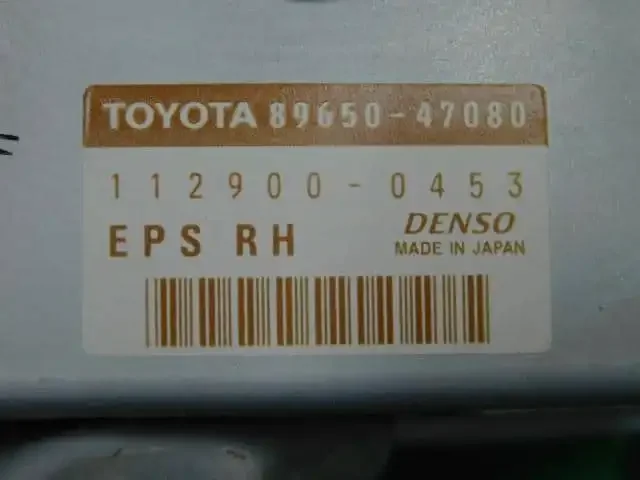 TOYOTA 89650-47080
112900-0453
EPS RH
DENSO
MADE IN JAPAN